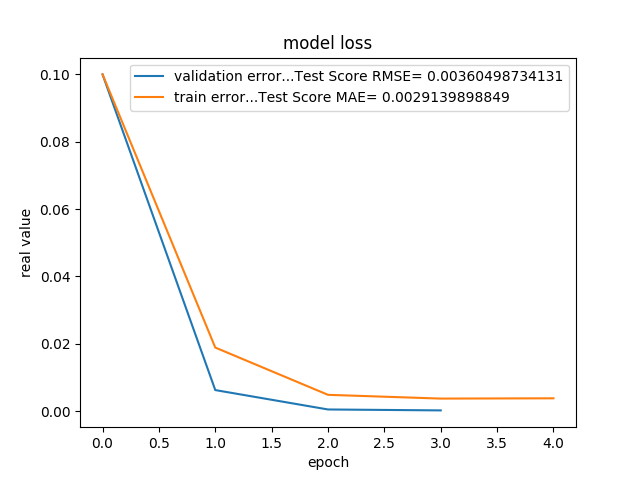 model loss
validation error...Test Score RMSE= 0.00360498734131
train error...Test Score MAE= 0.0029139898849
0.10
0.08
0.06
0.04
0.02
0.00
real value
0.0 0.5 1.0 1.5 2.0 2.5 3.0 3.5 4.0
epoch